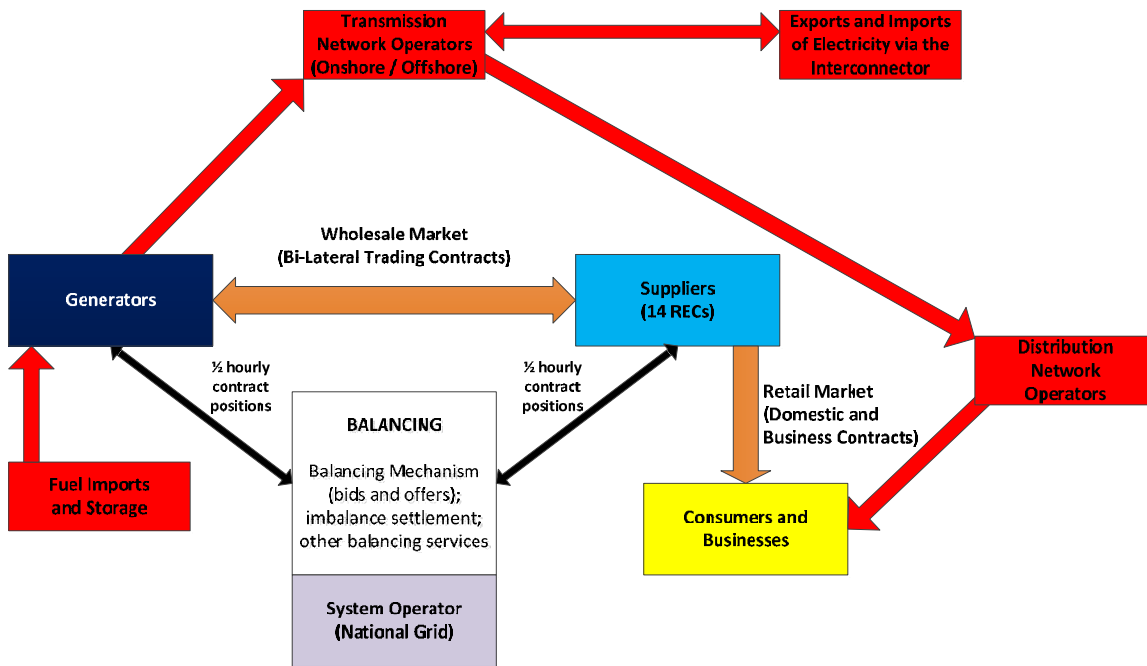 Transmission
Network Operators
(Onshore / Offshore)
Exports and Imports
of Electricity via the
Interconnector
Wholesale Market
(Bi-Lateral Trading Contracts)
Generators
Suppliers
(14 RECs)
Distribution
Network
Operators
½ hourly
contract
positions
½ hourly
contract
positions
Retail Market
(Domestic and
Business Contracts)
BALANCING
Balancing Mechanism
(bids and offers);
imbalance settlement;
other balancing services
Fuel Imports
and Storage
Consumers and
Businesses
System Operator
(National Grid)